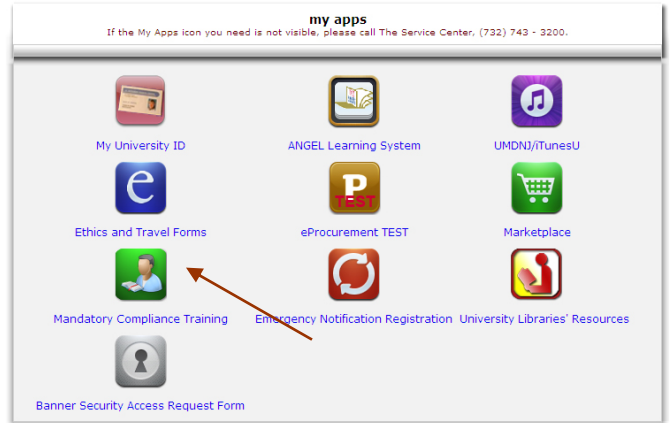 my apps
If the My Apps icon you need is not visible, please call The Service Center, (732) 743 - 3200.
My University ID
ANGEL Learning System
UMDNJ/iTunesU
e
P
TEST
Ethics and Travel Forms
eProcurement TEST
Marketplace
Mandatory Compliance Training
Emergency Notification Registration
University Libraries' Resources
Banner Security Access Request Form